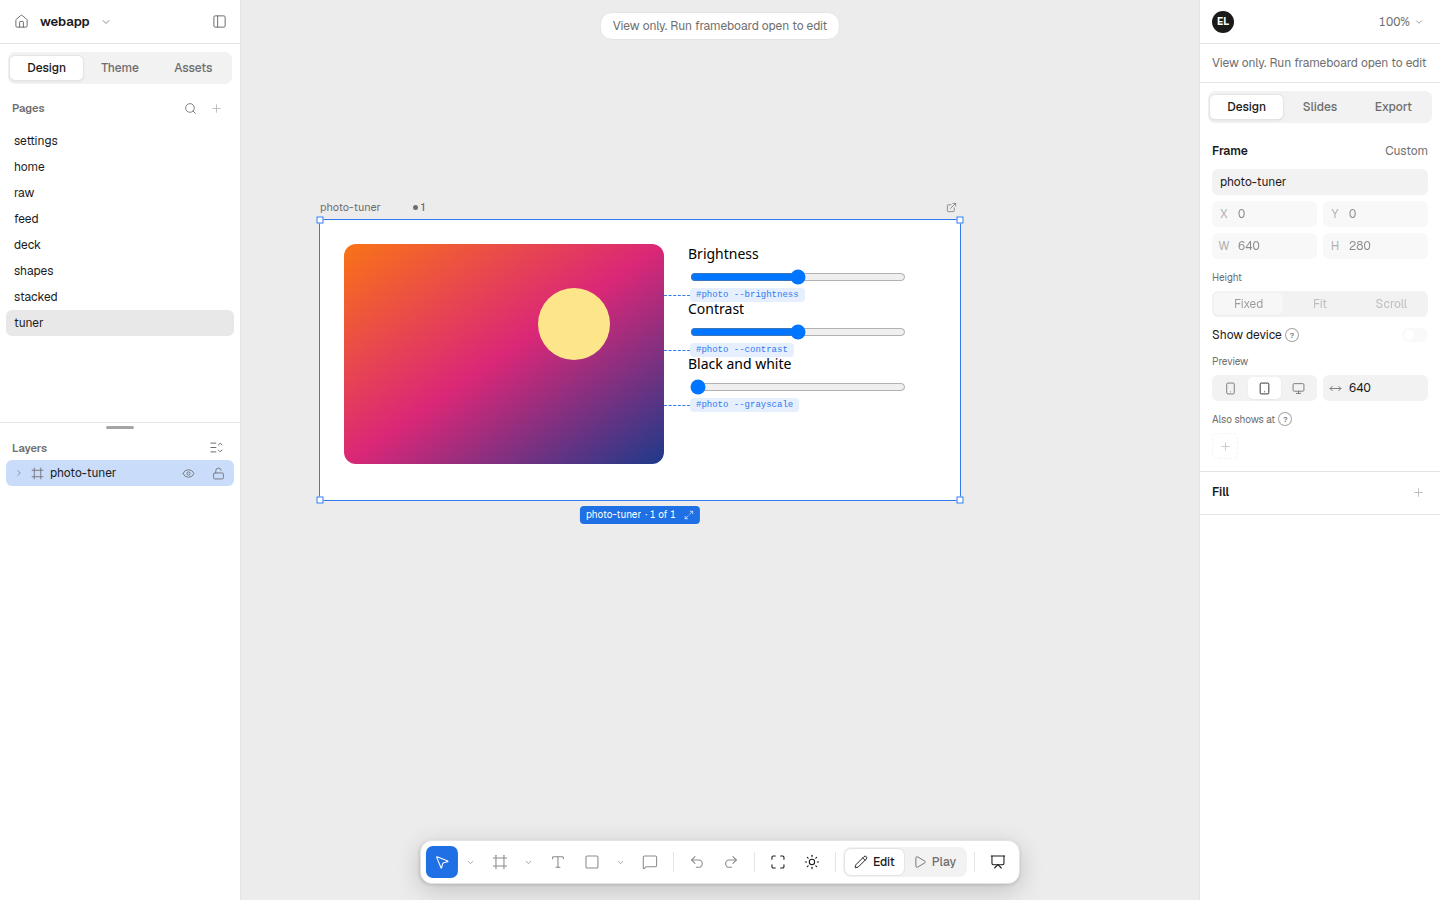 webapp
Design
Theme
Assets
Pages
settings
home
raw
feed
deck
shapes
stacked
tuner
Layers
photo-tuner
View only. Run frameboard open to edit
photo-tuner
1
Brightness
#photo --brightness
Contrast
#photo --contrast
Black and white
#photo --grayscale
photo-tuner · 1 of 1
Edit
Play
EL
100%
View only. Run frameboard open to edit
Design
Slides
Export
Frame
Custom
photo-tuner
X 0
Y 0
W 640
H 280
Height
Fixed
Fit
Scroll
Show device ?
Preview
640
Also shows at ?
Fill